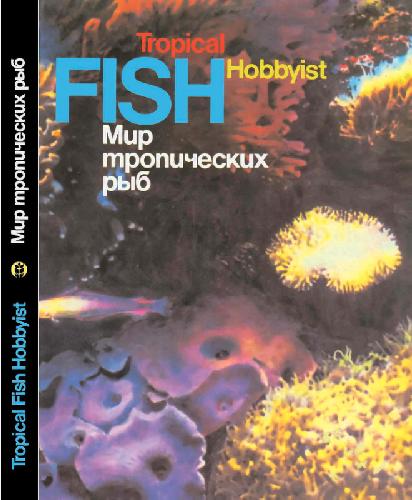 Tropical
FISH
Hobbyist
Мир
тропических
рыб
Мир тропических рыб
Tropical Fish Hobbyist